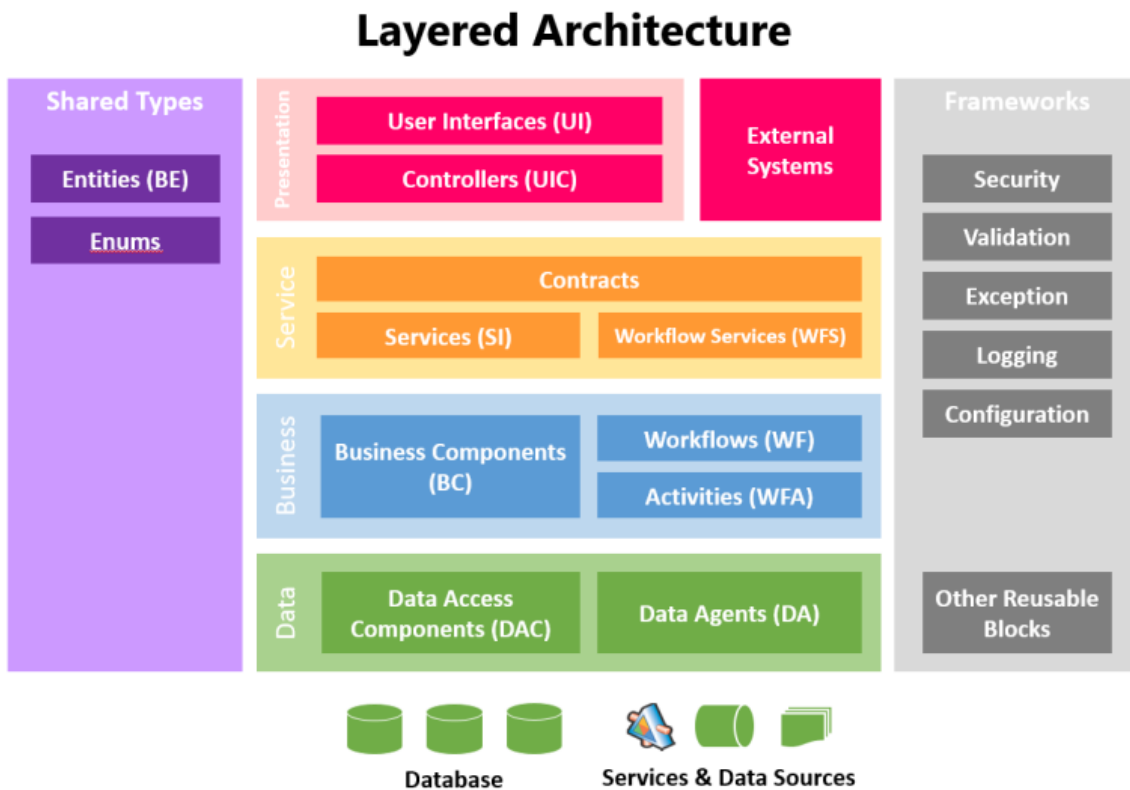 Layered Architecture
Shared Types
Entities (BE)
Enums
Presentation
User Interfaces (UI)
Controllers (UIC)
External
Systems
Service
Contracts
Services (SI)
Workflow Services (WFS)
Business
Business Components
(BC)
Workflows (WF)
Activities (WFA)
Data
Data Access
Components (DAC)
Data Agents (DA)
Frameworks
Security
Validation
Exception
Logging
Configuration
Other Reusable
Blocks
Database
Services & Data Sources